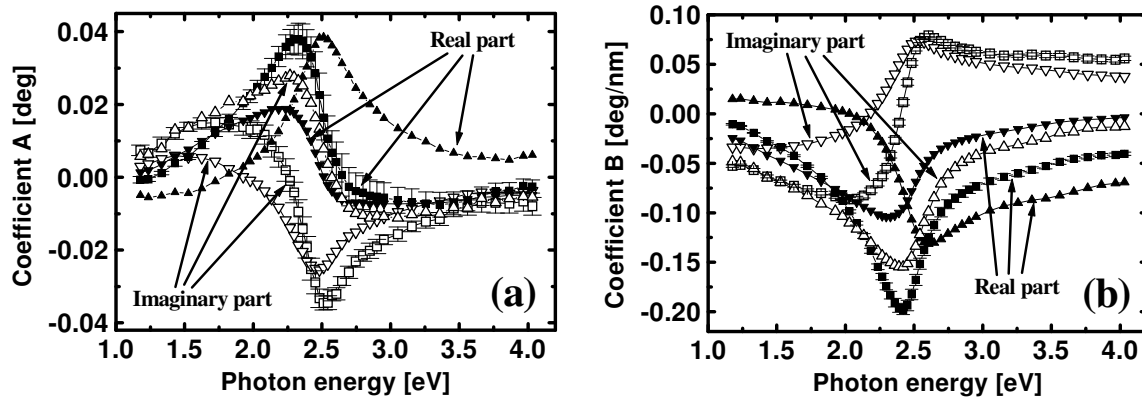 0.04
0.02
0.00
-0.02
-0.04
Coefficient A [deg]
Real part
Imaginary part
(a)
1.0 1.5 2.0 2.5 3.0 3.5 4.0
Photon energy [eV]
0.10
0.05
0.00
-0.05
-0.10
-0.15
-0.20
Coefficient B [deg/nm]
Imaginary part
Real part
(b)
1.0 1.5 2.0 2.5 3.0 3.5 4.0
Photon energy [eV]